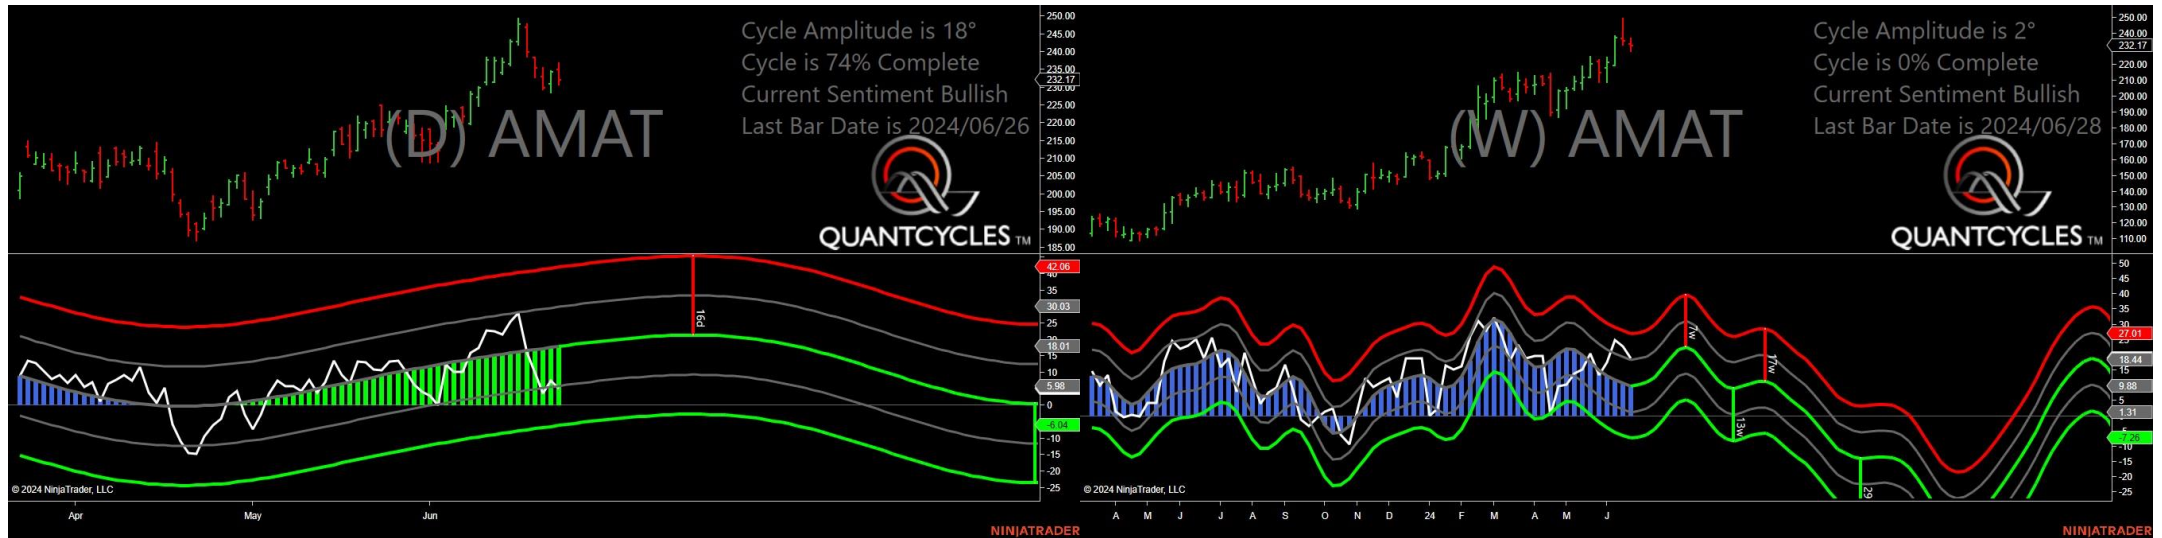 Cycle Amplitude is 18°
Cycle is 74% Complete
Current Sentiment Bullish
Last Bar Date is 2024/06/26
(D) AMAT
QUANTCYCLES TM
250.00
245.00
240.00
235.00
232.17
230.00
225.00
220.00
215.00
210.00
205.00
200.00
195.00
190.00
185.00
42.06
40
35
30.03
25
20
18.01
15
10
5.98
0
-6.04
-10
-15
-20
-25
16d
© 2024 NinjaTrader, LLC
Apr
May
Jun
NINJATRADER
Cycle Amplitude is 2°
Cycle is 0% Complete
Current Sentiment Bullish
Last Bar Date is 2024/06/28
(W) AMAT
QUANTCYCLES TM
250.00
240.00
232.17
220.00
210.00
200.00
190.00
180.00
170.00
160.00
150.00
140.00
130.00
120.00
110.00
50
45
40
35
30
27.01
25
18.44
15
9.88
5
1.31
-5
-7.26
-10
-15
-20
-25
7w
17w
13w
29
© 2024 NinjaTrader, LLC
A M J J A S O N D 24 F M A M J
NINJATRADER